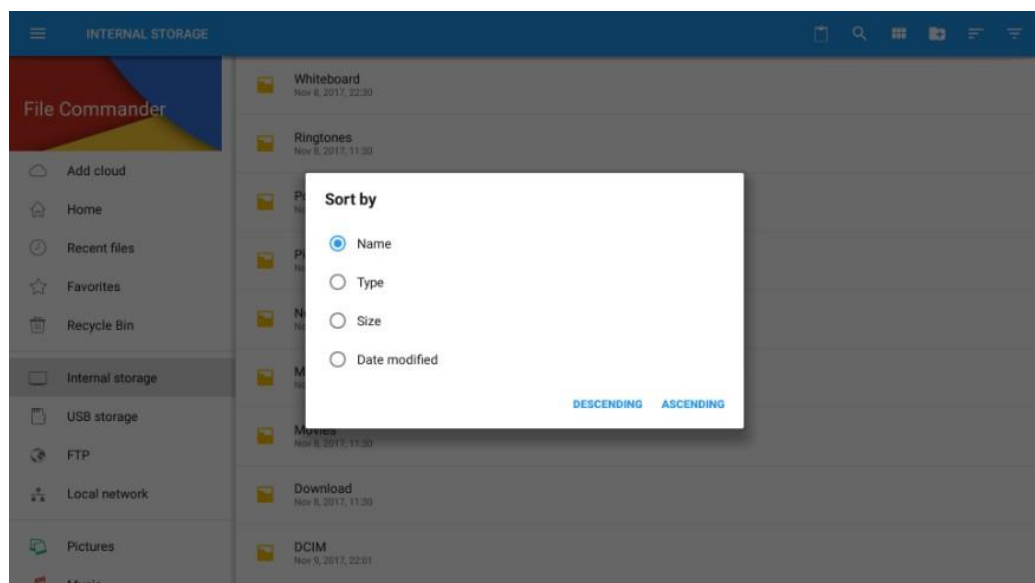 INTERNAL STORAGE
File Commander
Add cloud
Home
Recent files
Favorites
Recycle Bin
Internal storage
USB storage
FTP
Local network
Pictures
Whiteboard
Nov 8, 2017, 22:30
Ringtones
Nov 8, 2017, 11:30
Sort by
Name
Type
Size
Date modified
DESCENDING ASCENDING
Movies
Nov 8, 2017, 11:30
Download
Nov 8, 2017, 11:30
DCIM
Nov 9, 2017, 22:01